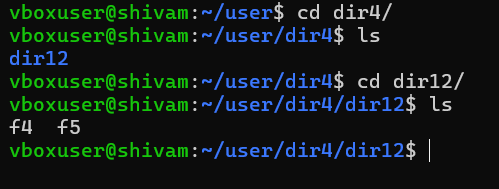 vboxuser@shivam:~/user$ cd dir4/
vboxuser@shivam:~/user/dir4$ ls
dir12
vboxuser@shivam:~/user/dir4$ cd dir12/
vboxuser@shivam:~/user/dir4/dir12$ ls
f4  f5
vboxuser@shivam:~/user/dir4/dir12$